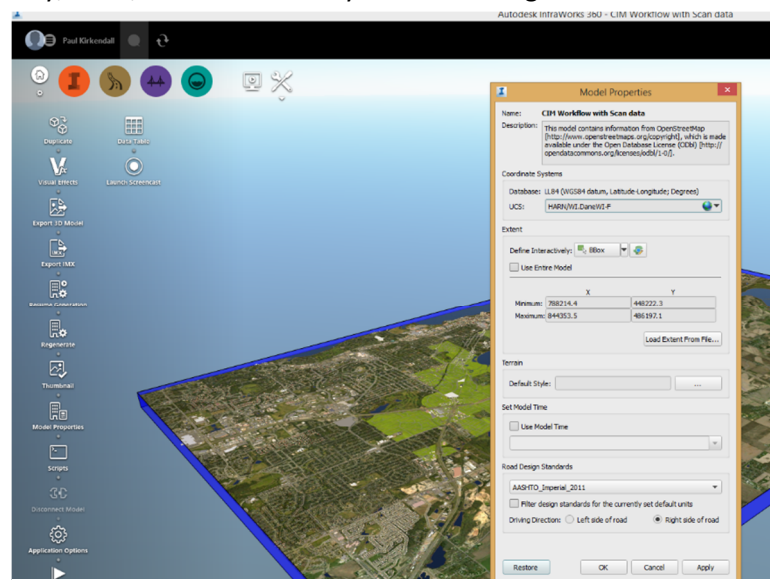 Autodesk InfraWorks 360 - CIM Workflow with Scan data
Paul Kirkendall
Duplicate
Data Table
Visual Effects
Launch Screencast
Export 3D Model
Export IMX
Resume Generation
Regenerate
Thumbnail
Model Properties
Scripts
Disconnect Model
Application Options
Model Properties
Name: CIM Workflow with Scan data
Description: This model contains information from OpenStreetMap
[http://www.openstreetmaps.org/copyright], which is made
available under the Open Database License (ODbl) [http://
opendatacommons.org/licenses/odbl/1-0/].
Coordinate Systems
Database: LL84 (WGS84 datum, Latitude-Longitude; Degrees)
UCS: HARN/WI.DaneWI-F
Extent
Define Interactively: BBox
Use Entire Model
X Y
Minimum: 788214.4 448222.3
Maximum: 844353.5 486197.1
Load Extent From File...
Terrain
Default Style: ...
Set Model Time
Use Model Time
Road Design Standards
AASHTO_Imperial_2011
Filter design standards for the currently set default units
Driving Direction: Left side of road Right side of road
Restore OK Cancel Apply